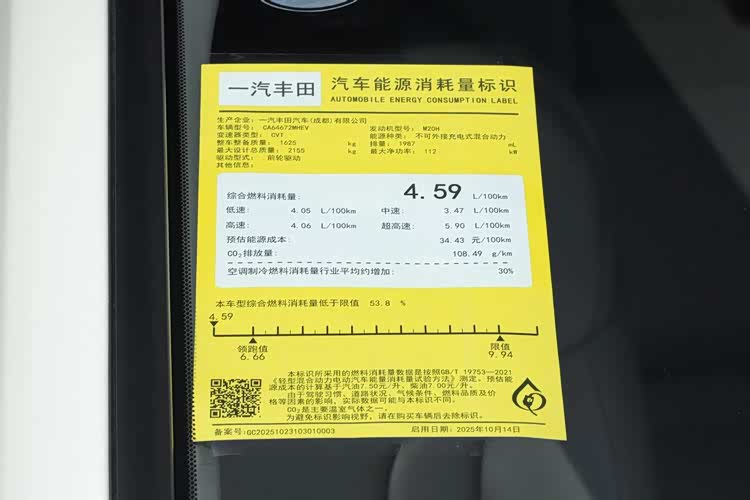 一汽丰田 汽车能源消耗量标识
AUTOMOBILE ENERGY CONSUMPTION LABEL
生产企业：一汽丰田汽车(成都)有限公司
车辆型号：CA64672MHEV 发动机型号：M20H
变速器类型：CVT 能源种类：不可外接充电式混合动力
整车整备质量：1625 kg 排量：1987 mL
最大设计总质量：2155 kg 最大净功率：112 kW
驱动型式：前轮驱动
其他信息：
综合燃料消耗量：4.59 L/100km
低速：4.05 L/100km 中速：3.47 L/100km
高速：4.06 L/100km 超高速：5.90 L/100km
预估能源成本：34.43 元/100km
CO₂排放量：108.49 g/km
空调制冷燃料消耗量行业平均约增加：30%
本车型综合燃料消耗量低于限值 53.8 %
4.59
领跑值 限值
6.66 9.94
本标识所采用的燃料消耗量数据是按照GB/T 19753—2021
《轻型混合动力电动汽车能量消耗量试验方法》测定。预估能
源成本的计算基于汽油7.50元/升、柴油7.00元/升。
由于驾驶习惯、道路状况、气候条件、燃料品质及价
格等因素的影响，实际数据可能与本标识不同。
CO₂是主要温室气体之一。
为避免标识影响视野，请在购买车辆后去除标识。
备案号：GC20251023103010003 启用日期：2025年10月14日